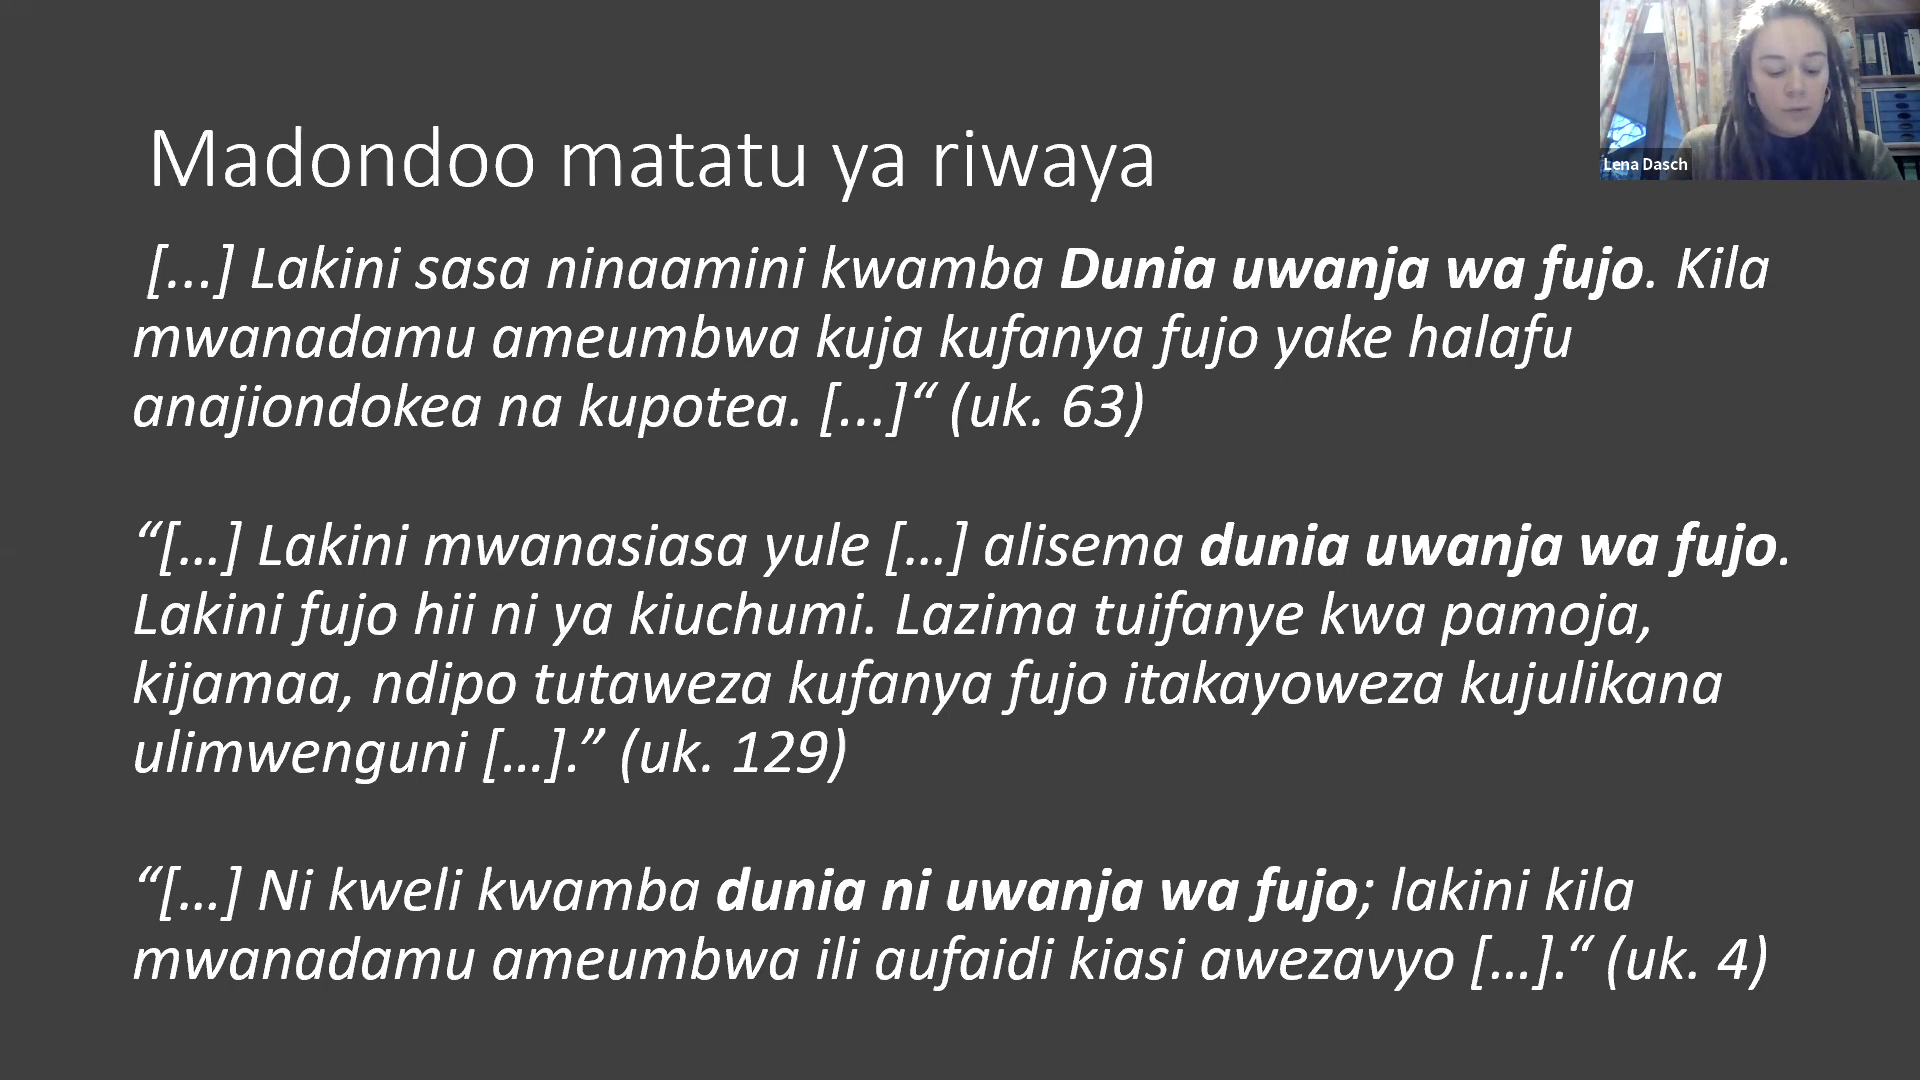 Madondoo matatu ya riwaya
Lena Dasch
[...] Lakini sasa ninaamini kwamba Dunia uwanja wa fujo. Kila
mwanadamu ameumbwa kuja kufanya fujo yake halafu
anajiondokea na kupotea. [...]“ (uk. 63)
“[…] Lakini mwanasiasa yule […] alisema dunia uwanja wa fujo.
Lakini fujo hii ni ya kiuchumi. Lazima tuifanye kwa pamoja,
kijamaa, ndipo tutaweza kufanya fujo itakayoweza kujulikana
ulimwenguni […].” (uk. 129)
“[…] Ni kweli kwamba dunia ni uwanja wa fujo; lakini kila
mwanadamu ameumbwa ili aufaidi kiasi awezavyo […].“ (uk. 4)